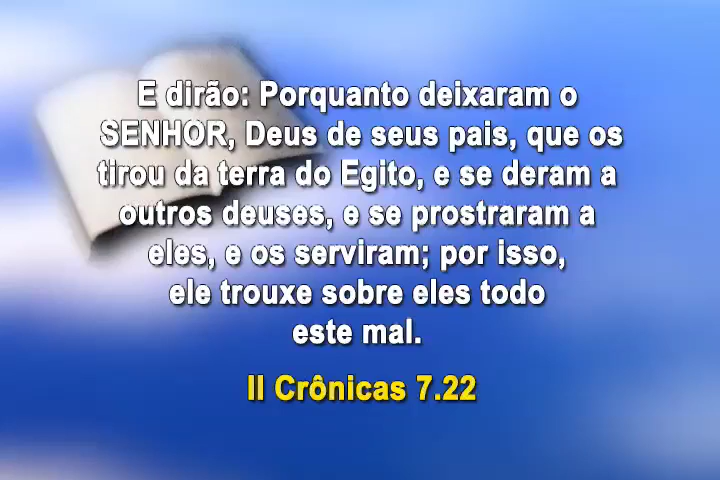 E dirão: Porquanto deixaram o
SENHOR, Deus de seus pais, que os
tirou da terra do Egito, e se deram a
outros deuses, e se prostraram a
eles, e os serviram; por isso,
ele trouxe sobre eles todo
este mal.
II Crônicas 7.22